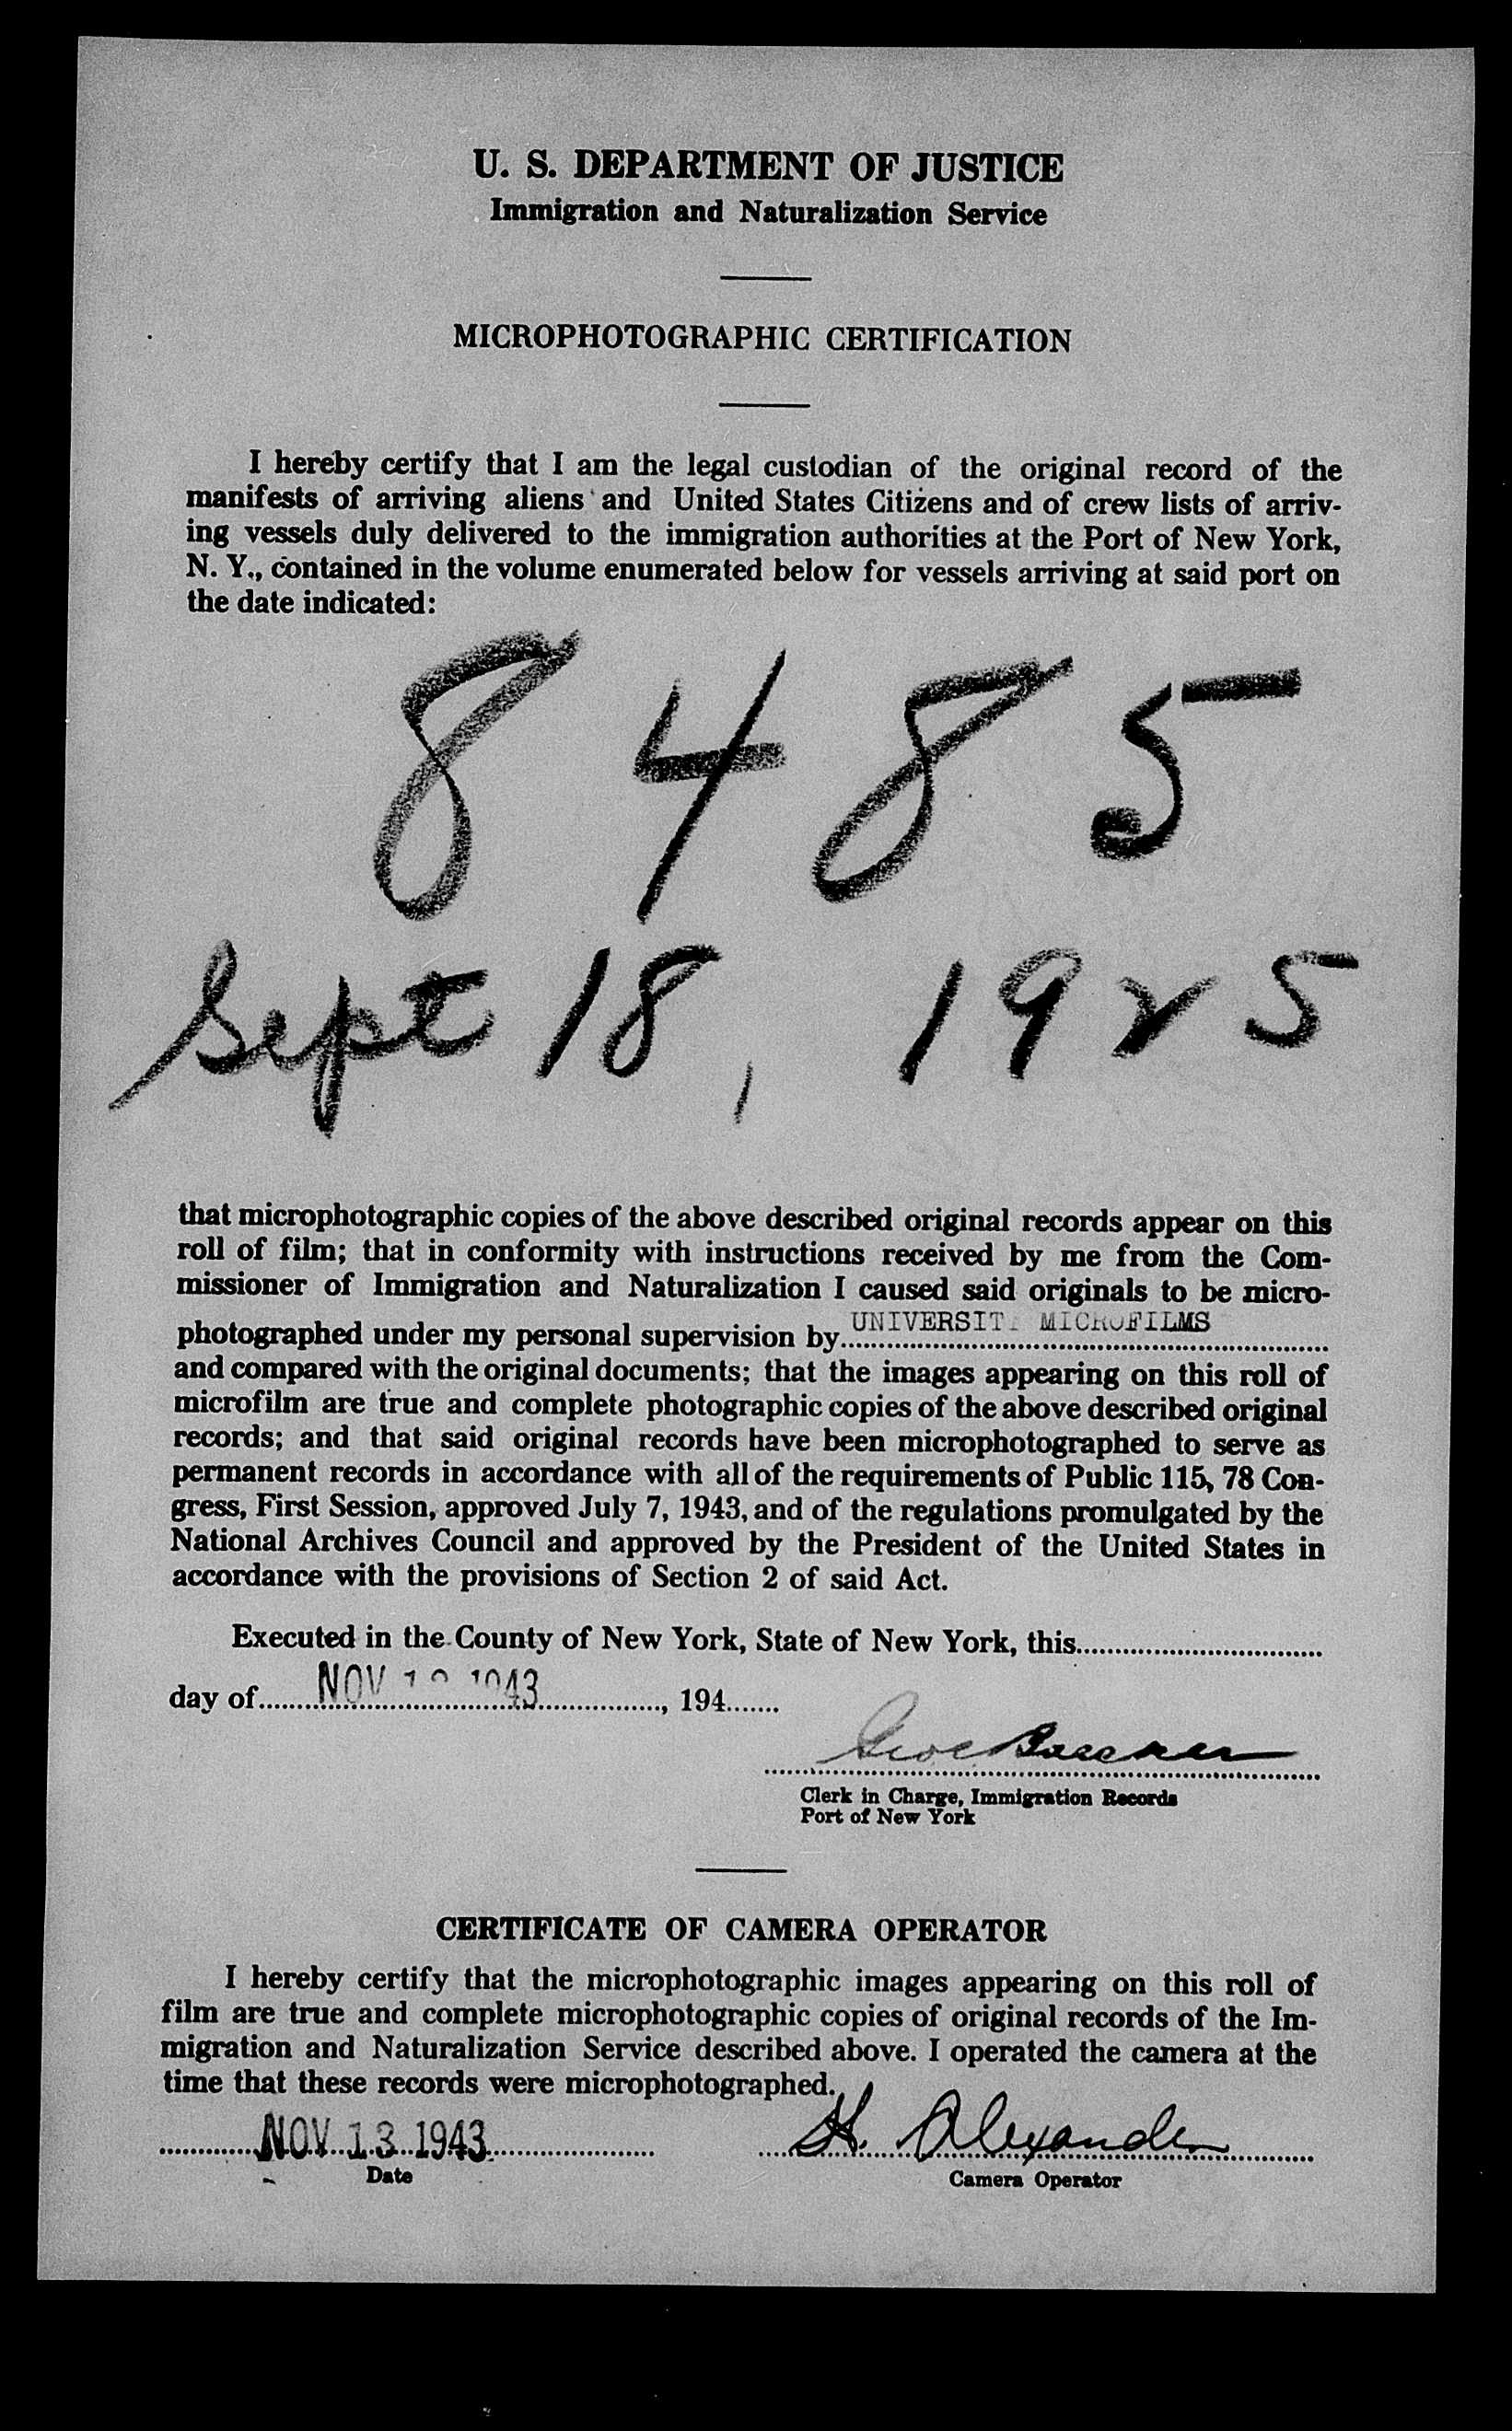 U. S. DEPARTMENT OF JUSTICE
Immigration and Naturalization Service
MICROPHOTOGRAPHIC CERTIFICATION
I hereby certify that I am the legal custodian of the original record of the
manifests of arriving aliens and United States Citizens and of crew lists of arriv-
ing vessels duly delivered to the immigration authorities at the Port of New York,
N. Y., contained in the volume enumerated below for vessels arriving at said port on
the date indicated:
8485
Sept 18, 1925
that microphotographic copies of the above described original records appear on this
roll of film; that in conformity with instructions received by me from the Com-
missioner of Immigration and Naturalization I caused said originals to be micro-
photographed under my personal supervision by UNIVERSIT MICROFILMS
and compared with the original documents; that the images appearing on this roll of
microfilm are true and complete photographic copies of the above described original
records; and that said original records have been microphotographed to serve as
permanent records in accordance with all of the requirements of Public 115, 78 Con-
gress, First Session, approved July 7, 1943, and of the regulations promulgated by the
National Archives Council and approved by the President of the United States in
accordance with the provisions of Section 2 of said Act.
Executed in the County of New York, State of New York, this
day of NOV 1943, 194
Clerk in Charge, Immigration Records
Port of New York
CERTIFICATE OF CAMERA OPERATOR
I hereby certify that the microphotographic images appearing on this roll of
film are true and complete microphotographic copies of original records of the Im-
migration and Naturalization Service described above. I operated the camera at the
time that these records were microphotographed.
NOV 13 1943 H. Alexander
Date Camera Operator